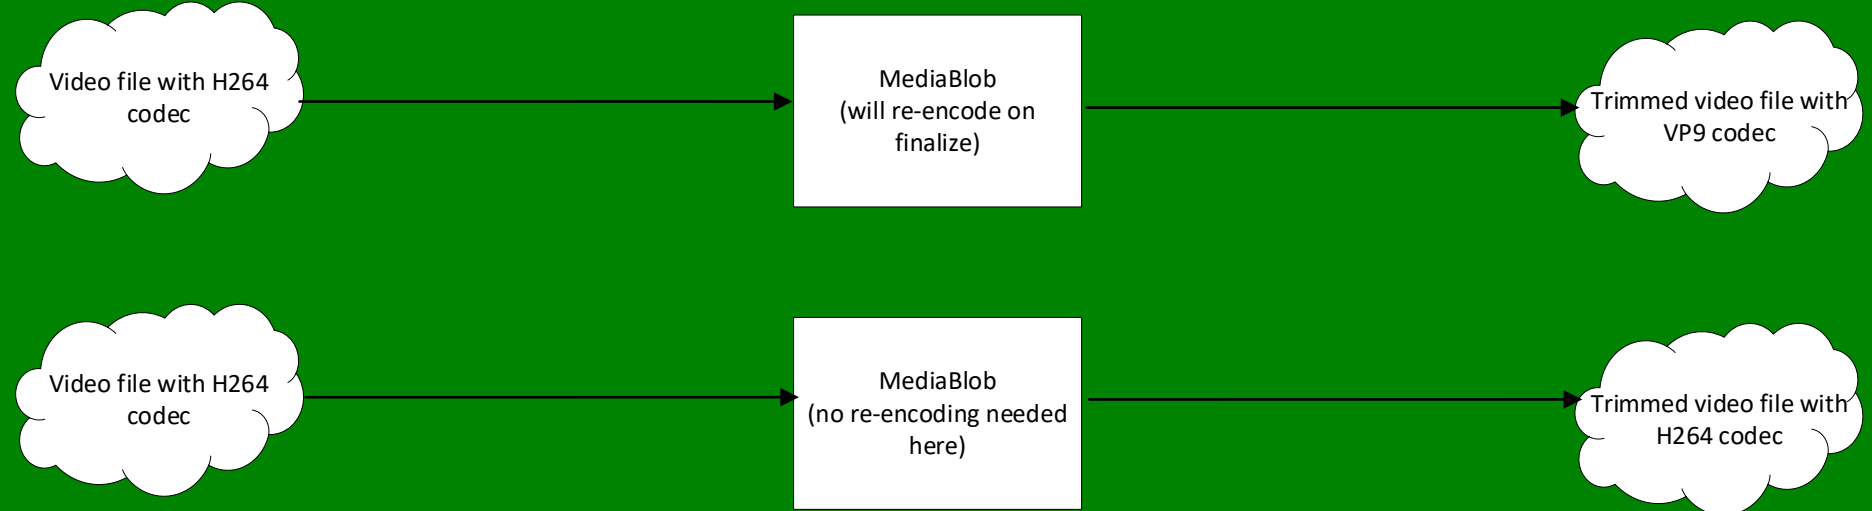 Video file with H264
codec
MediaBlob
(will re-encode on
finalize)
Trimmed video file with
VP9 codec
Video file with H264
codec
MediaBlob
(no re-encoding needed
here)
Trimmed video file with
H264 codec